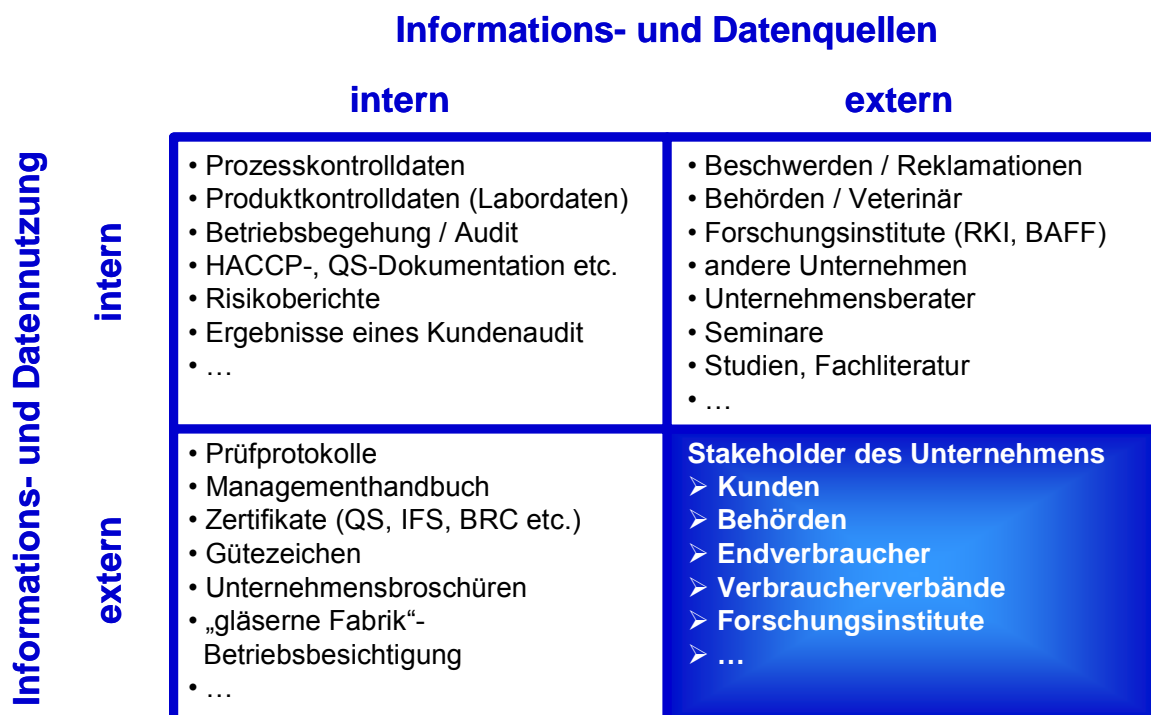 Informations- und Datenquellen
intern
extern
Informations- und Datennutzung
intern
• Prozesskontrolldaten
• Produktkontrolldaten (Labordaten)
• Betriebsbegehung / Audit
• HACCP-, QS-Dokumentation etc.
• Risikoberichte
• Ergebnisse eines Kundenaudit
• …
• Beschwerden / Reklamationen
• Behörden / Veterinär
• Forschungsinstitute (RKI, BAFF)
• andere Unternehmen
• Unternehmensberater
• Seminare
• Studien, Fachliteratur
• …
extern
• Prüfprotokolle
• Managementhandbuch
• Zertifikate (QS, IFS, BRC etc.)
• Gütezeichen
• Unternehmensbroschüren
• „gläserne Fabrik“-
Betriebsbesichtigung
• …
Stakeholder des Unternehmens
➢ Kunden
➢ Behörden
➢ Endverbraucher
➢ Verbraucherverbände
➢ Forschungsinstitute
➢ …